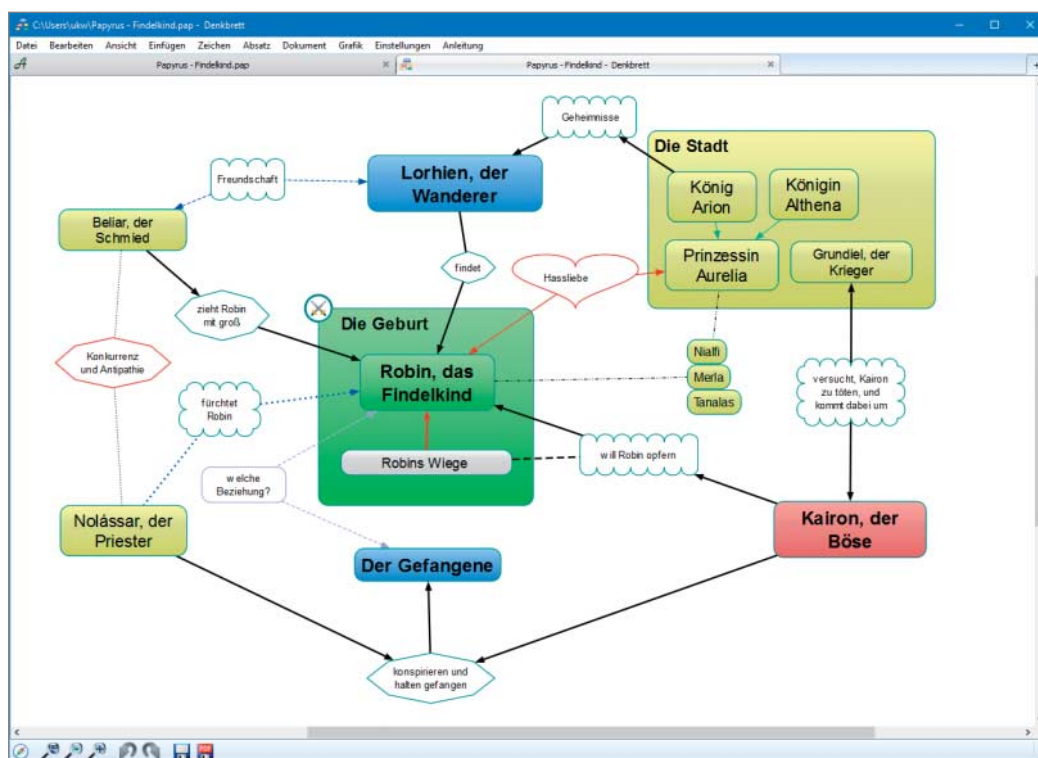 C:\Users\ukw\Papyrus - Findelkind.pap - Denkbrett
Datei Bearbeiten Ansicht Einfügen Zeichen Absatz Dokument Grafik Einstellungen Anleitung
Papyrus - Findelkind.pap
Papyrus - Findelkind - Denkbrett
Geheimnisse
Die Stadt
Freundschaft
Lorhien, der
Wanderer
König
Arion
Königin
Althena
Beliar, der
Schmied
Prinzessin
Aurelia
Grundiel, der
Krieger
findet
Hassliebe
zieht Robin
mit groß
Die Geburt
Konkurrenz
und Antipathie
Robin, das
Findelkind
Nialfi
Merla
Tanalas
versucht, Kairon
zu töten, und
kommt dabei um
fürchtet
Robin
Robins Wiege
will Robin opfern
welche
Beziehung?
Nolássar, der
Priester
Kairon, der
Böse
Der Gefangene
konspirieren und
halten gefangen